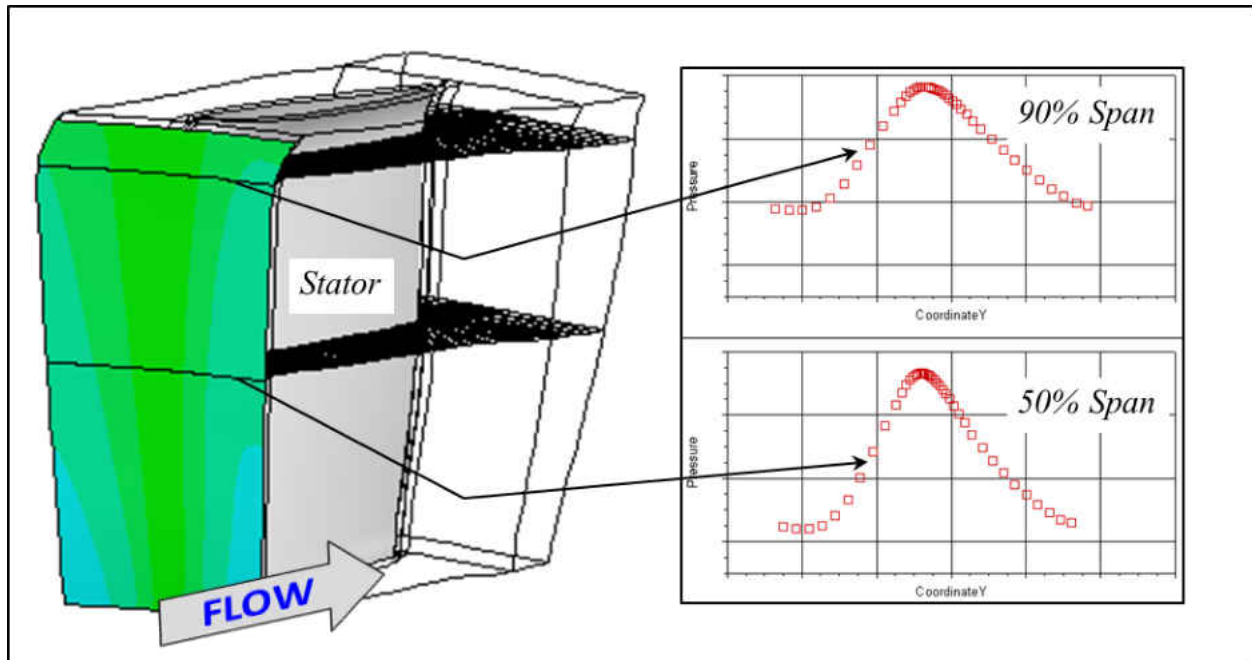 Stator
FLOW
90% Span
Pressure
CoordinateY
50% Span
Pressure
CoordinateY